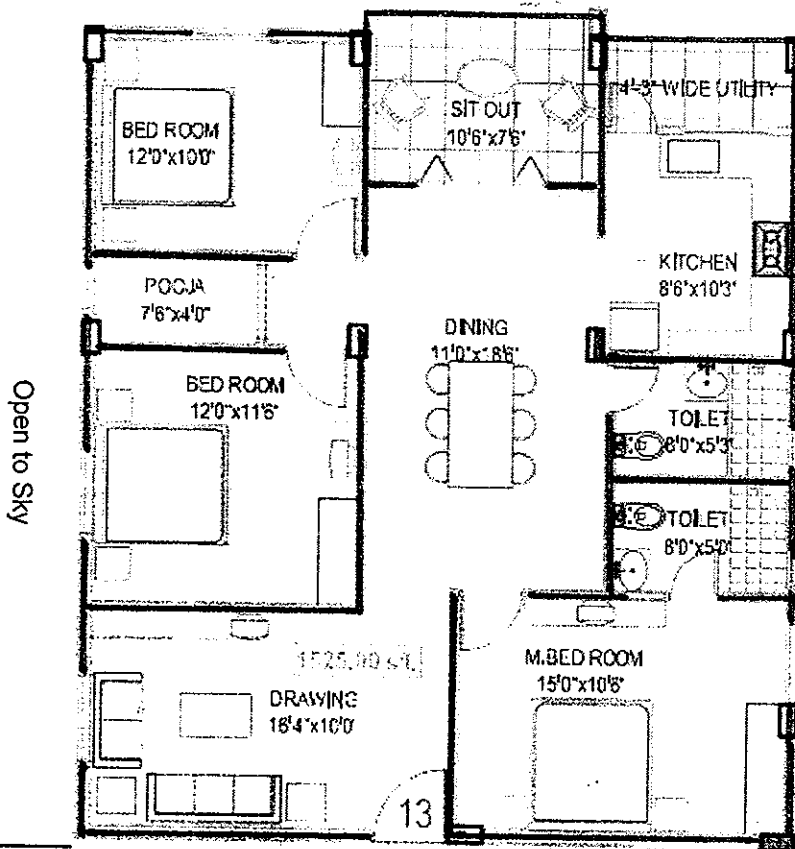 BED ROOM
12'0"x10'0"
SIT OUT
10'6"x7'6"
4'-3" WIDE UTILITY
POOJA
7'6"x4'0"
KITCHEN
8'6"x10'3"
DINING
11'0"x18'6"
BED ROOM
12'0"x11'6"
TOILET
8'0"x5'3"
TOILET
8'0"x5'0"
Open to Sky
1525.00 sft.
M.BED ROOM
15'0"x10'6"
DRAWING
16'4"x10'0"
13